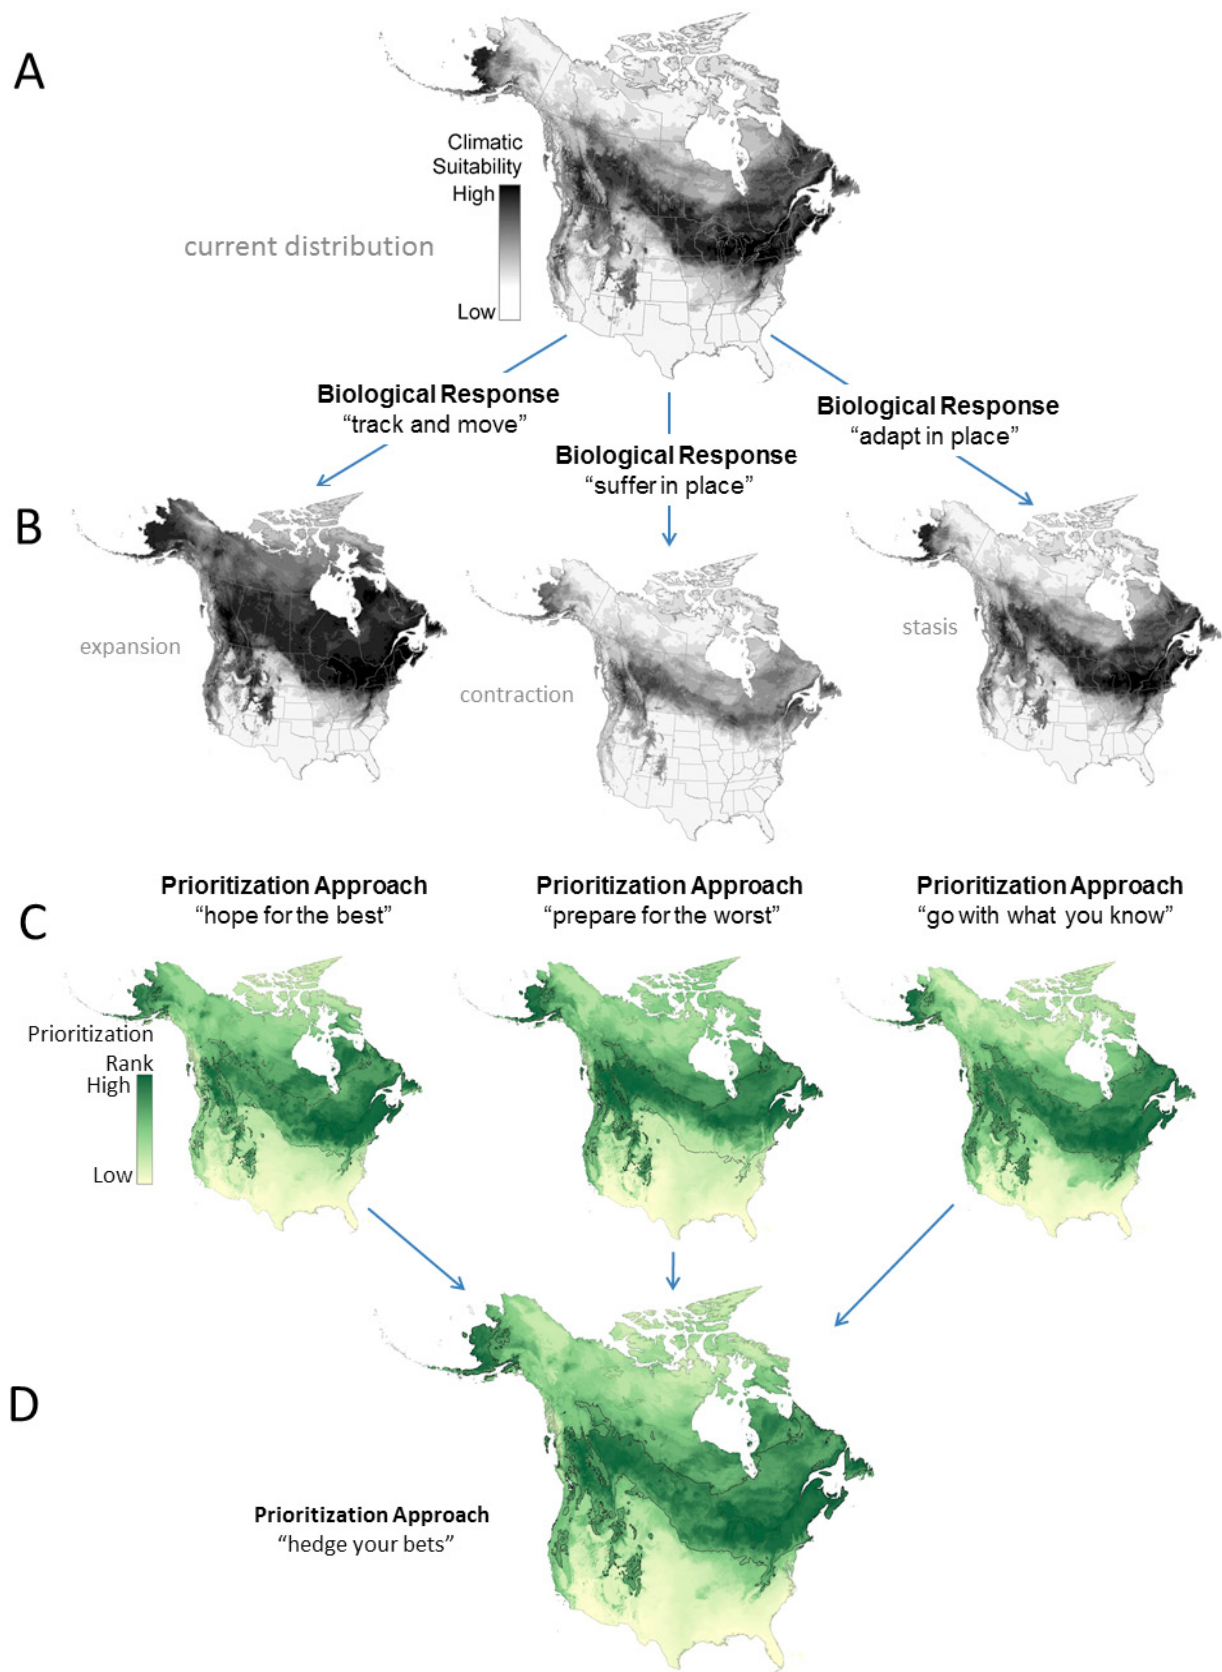 A
Climatic
Suitability
High
Low
current distribution
Biological Response
“track and move”
Biological Response
“suffer in place”
Biological Response
“adapt in place”
B
expansion
contraction
stasis
Prioritization Approach
“hope for the best”
Prioritization Approach
“prepare for the worst”
Prioritization Approach
“go with what you know”
C
Prioritization
Rank
High
Low
D
Prioritization Approach
“hedge your bets”